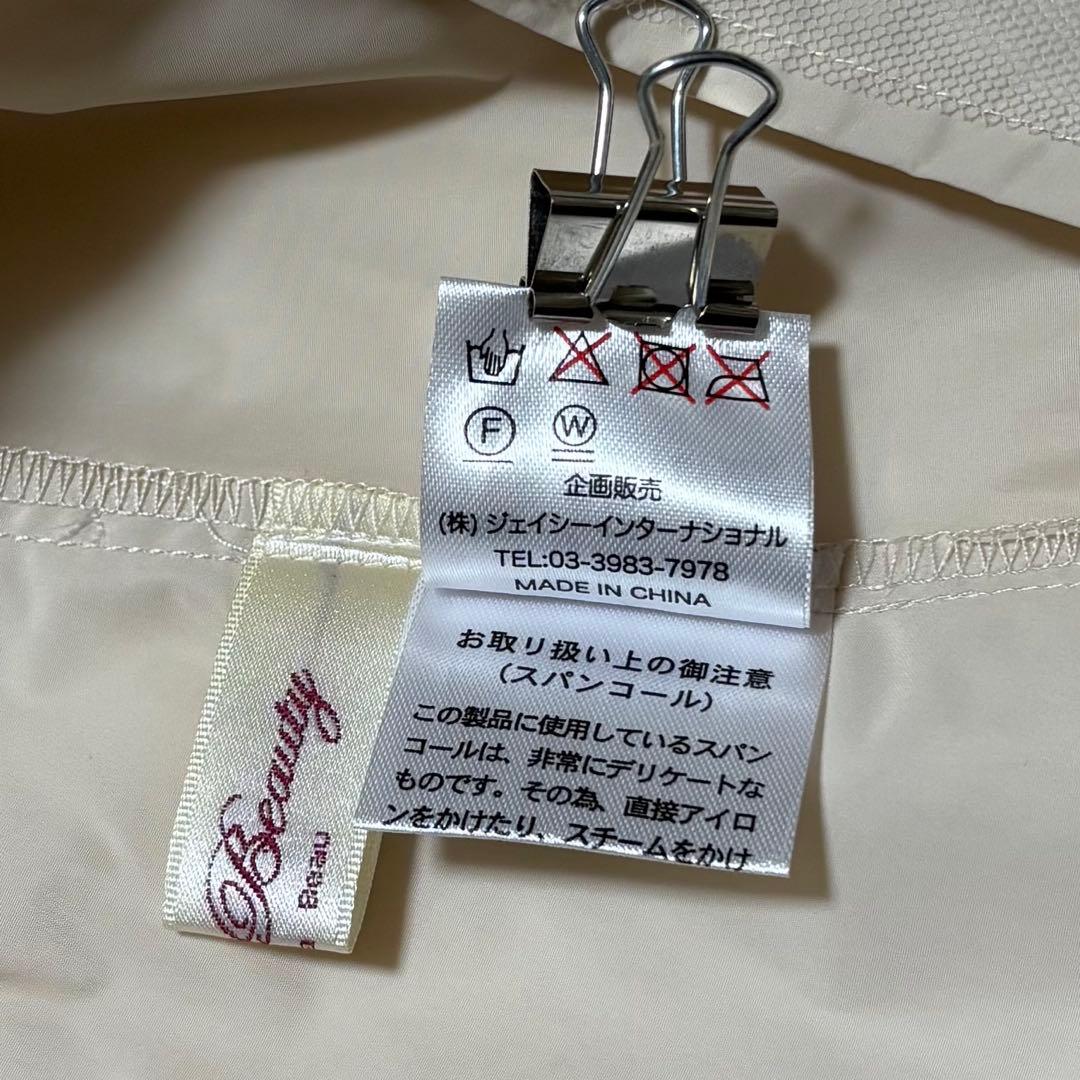 F W
企画販売
(株) ジェイシーインターナショナル
TEL:03-3983-7978
MADE IN CHINA
お取り扱い上の御注意
(スパンコール)
この製品に使用しているスパン
コールは、非常にデリケートな
ものです。その為、直接アイロ
ンをかけたり、スチームをかけ
Beauty
Beau